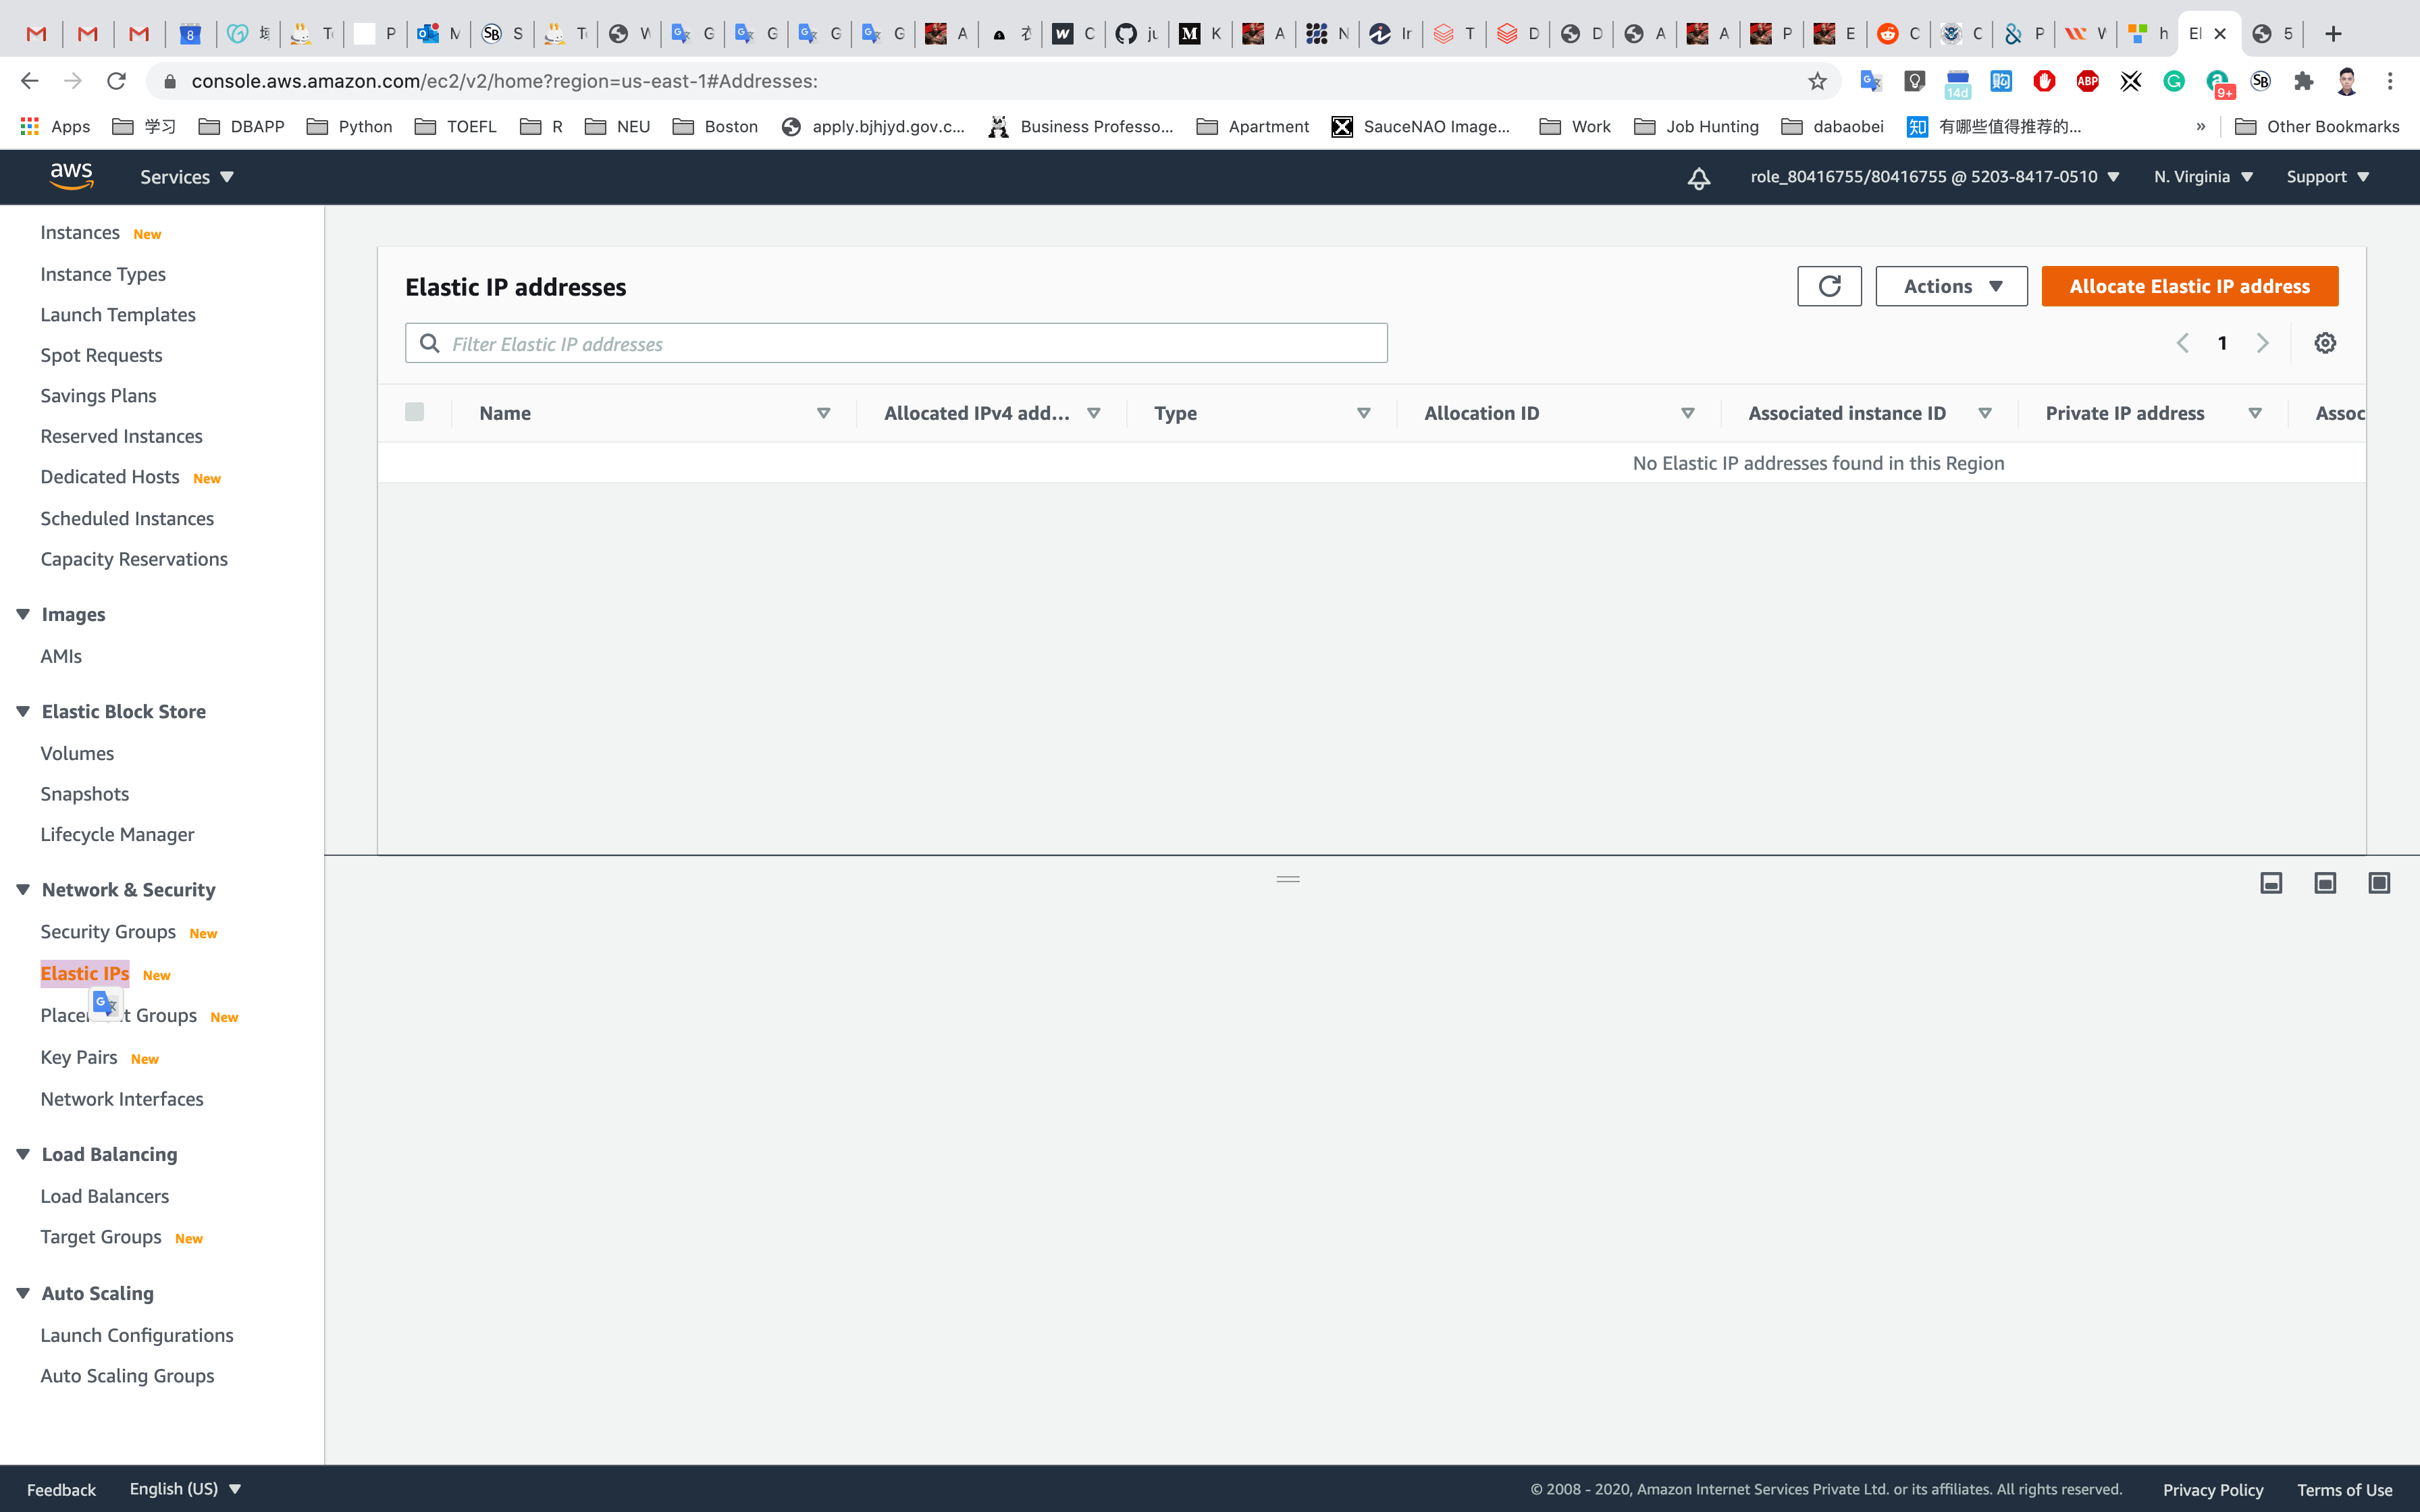 8
console.aws.amazon.com/ec2/v2/home?region=us-east-1#Addresses:
14d
ABP
9+
Apps
学习
DBAPP
Python
TOEFL
R
NEU
Boston
apply.bjhjyd.gov.c...
Business Professo...
Apartment
SauceNAO Image...
Work
Job Hunting
dabaobei
知 有哪些值得推荐的...
»
Other Bookmarks
aws
Services
role_80416755/80416755 @ 5203-8417-0510
N. Virginia
Support
Instances New
Instance Types
Launch Templates
Spot Requests
Savings Plans
Reserved Instances
Dedicated Hosts New
Scheduled Instances
Capacity Reservations
Images
AMIs
Elastic Block Store
Volumes
Snapshots
Lifecycle Manager
Network & Security
Security Groups New
Elastic IPs New
Groups New
Key Pairs New
Network Interfaces
Load Balancing
Load Balancers
Target Groups New
Auto Scaling
Launch Configurations
Auto Scaling Groups
Elastic IP addresses
Actions
Allocate Elastic IP address
Filter Elastic IP addresses
1
Name
Allocated IPv4 add...
Type
Allocation ID
Associated instance ID
Private IP address
Assoc
No Elastic IP addresses found in this Region
Feedback
English (US)
© 2008 - 2020, Amazon Internet Services Private Ltd. or its affiliates. All rights reserved.
Privacy Policy
Terms of Use